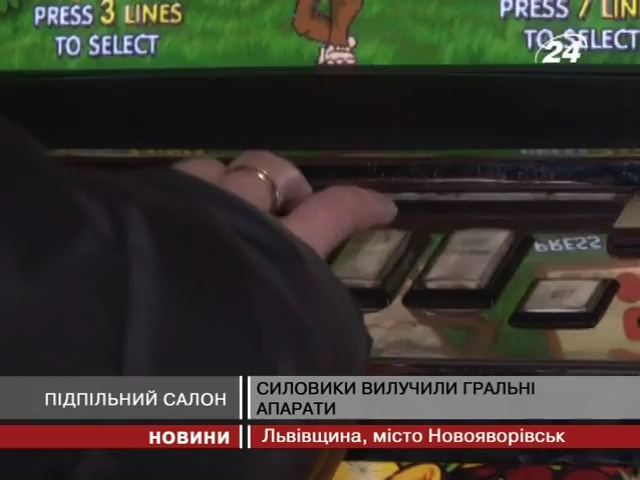 PRESS 3 LINES
TO SELECT
PRESS 7 LIN
TO SELECT
24
PRESS
ПІДПІЛЬНИЙ САЛОН
СИЛОВИКИ ВИЛУЧИЛИ ГРАЛЬНІ
АПАРАТИ
НОВИНИ
Львівщина, місто Новояворівськ